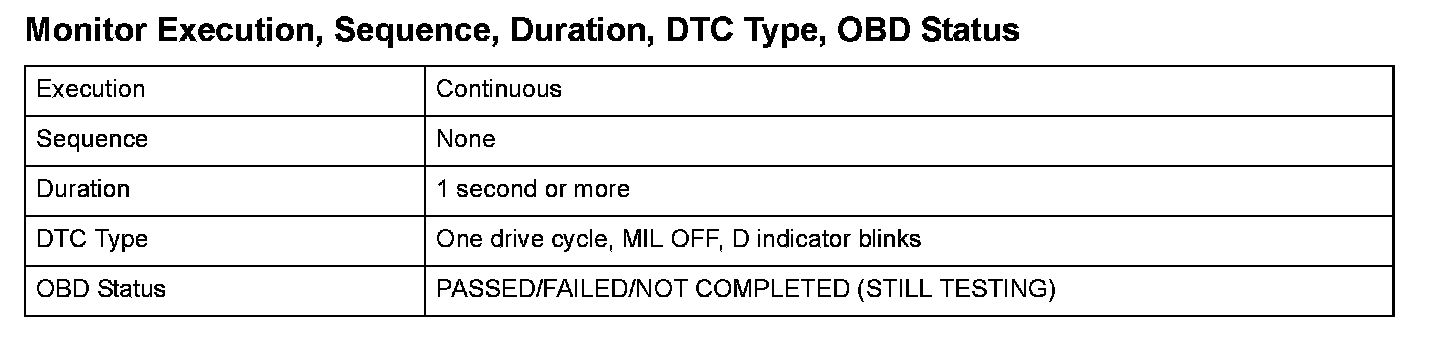 Monitor Execution, Sequence, Duration, DTC Type, OBD Status
Execution Continuous
Sequence None
Duration 1 second or more
DTC Type One drive cycle, MIL OFF, D indicator blinks
OBD Status PASSED/FAILED/NOT COMPLETED (STILL TESTING)